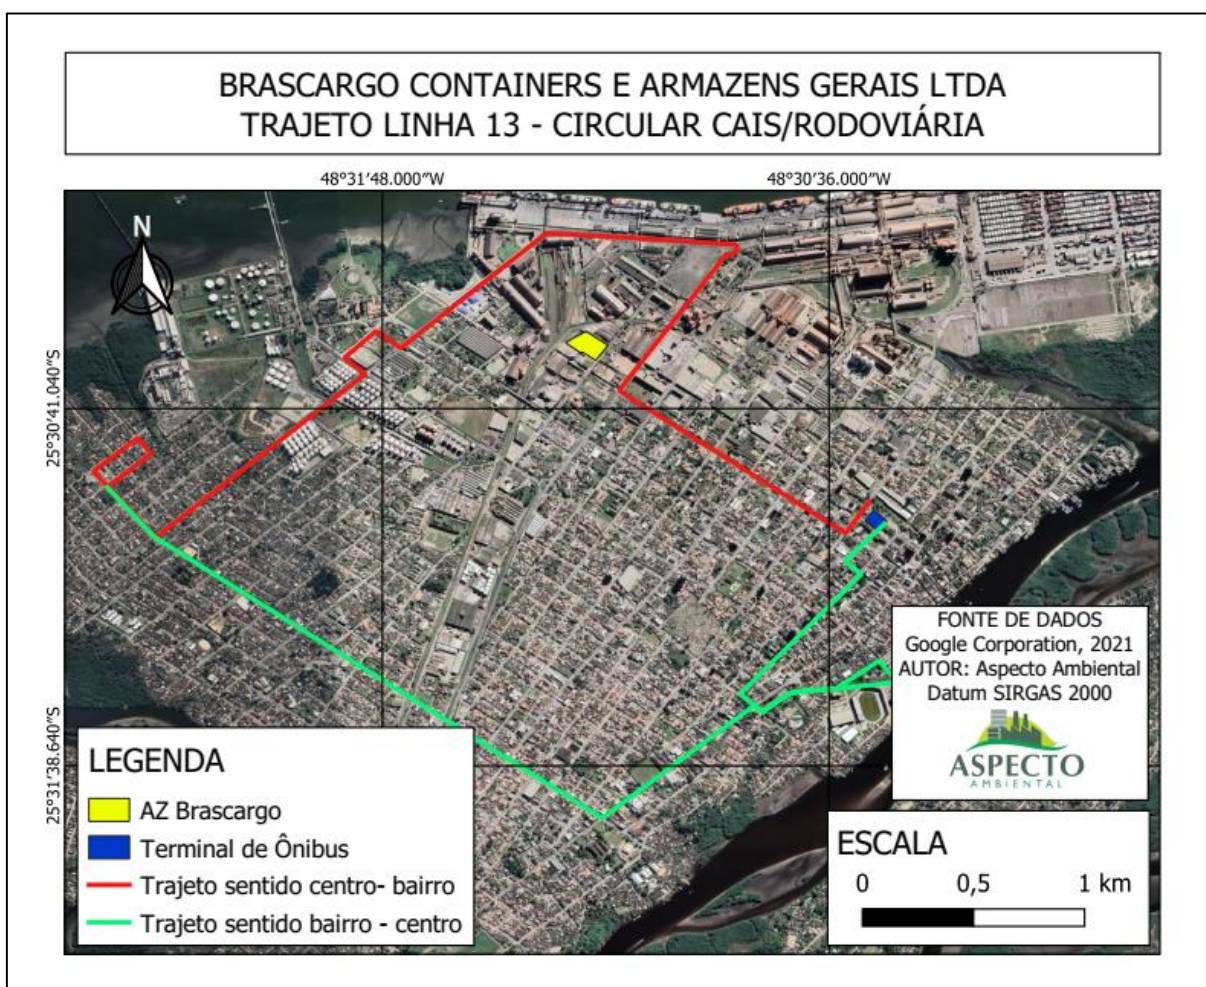 BRASCARGO CONTAINERS E ARMAZENS GERAIS LTDA
TRAJETO LINHA 13 - CIRCULAR CAIS/RODOVIÁRIA
48°31'48.000"W
48°30'36.000"W
N
25°30'41.040"S
25°31'38.640"S
FONTE DE DADOS
Google Corporation, 2021
AUTOR: Aspecto Ambiental
Datum SIRGAS 2000
ASPECTO
AMBIENTAL
LEGENDA
AZ Brascargo
Terminal de Ônibus
Trajeto sentido centro- bairro
Trajeto sentido bairro - centro
ESCALA
0 0,5 1 km